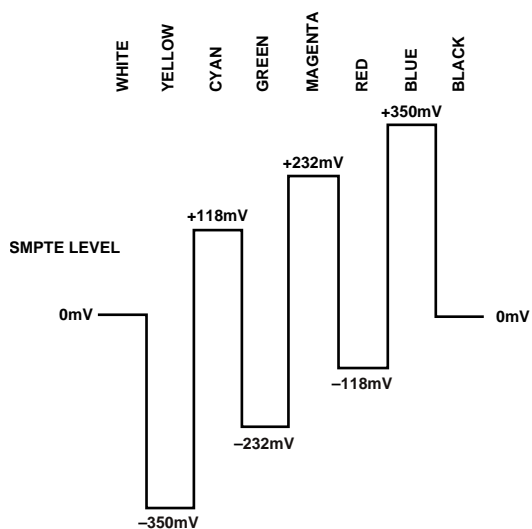 WHITE
YELLOW
CYAN
GREEN
MAGENTA
RED
BLUE
BLACK
+350mV
+232mV
+118mV
SMPTE LEVEL
0mV
0mV
–118mV
–232mV
–350mV